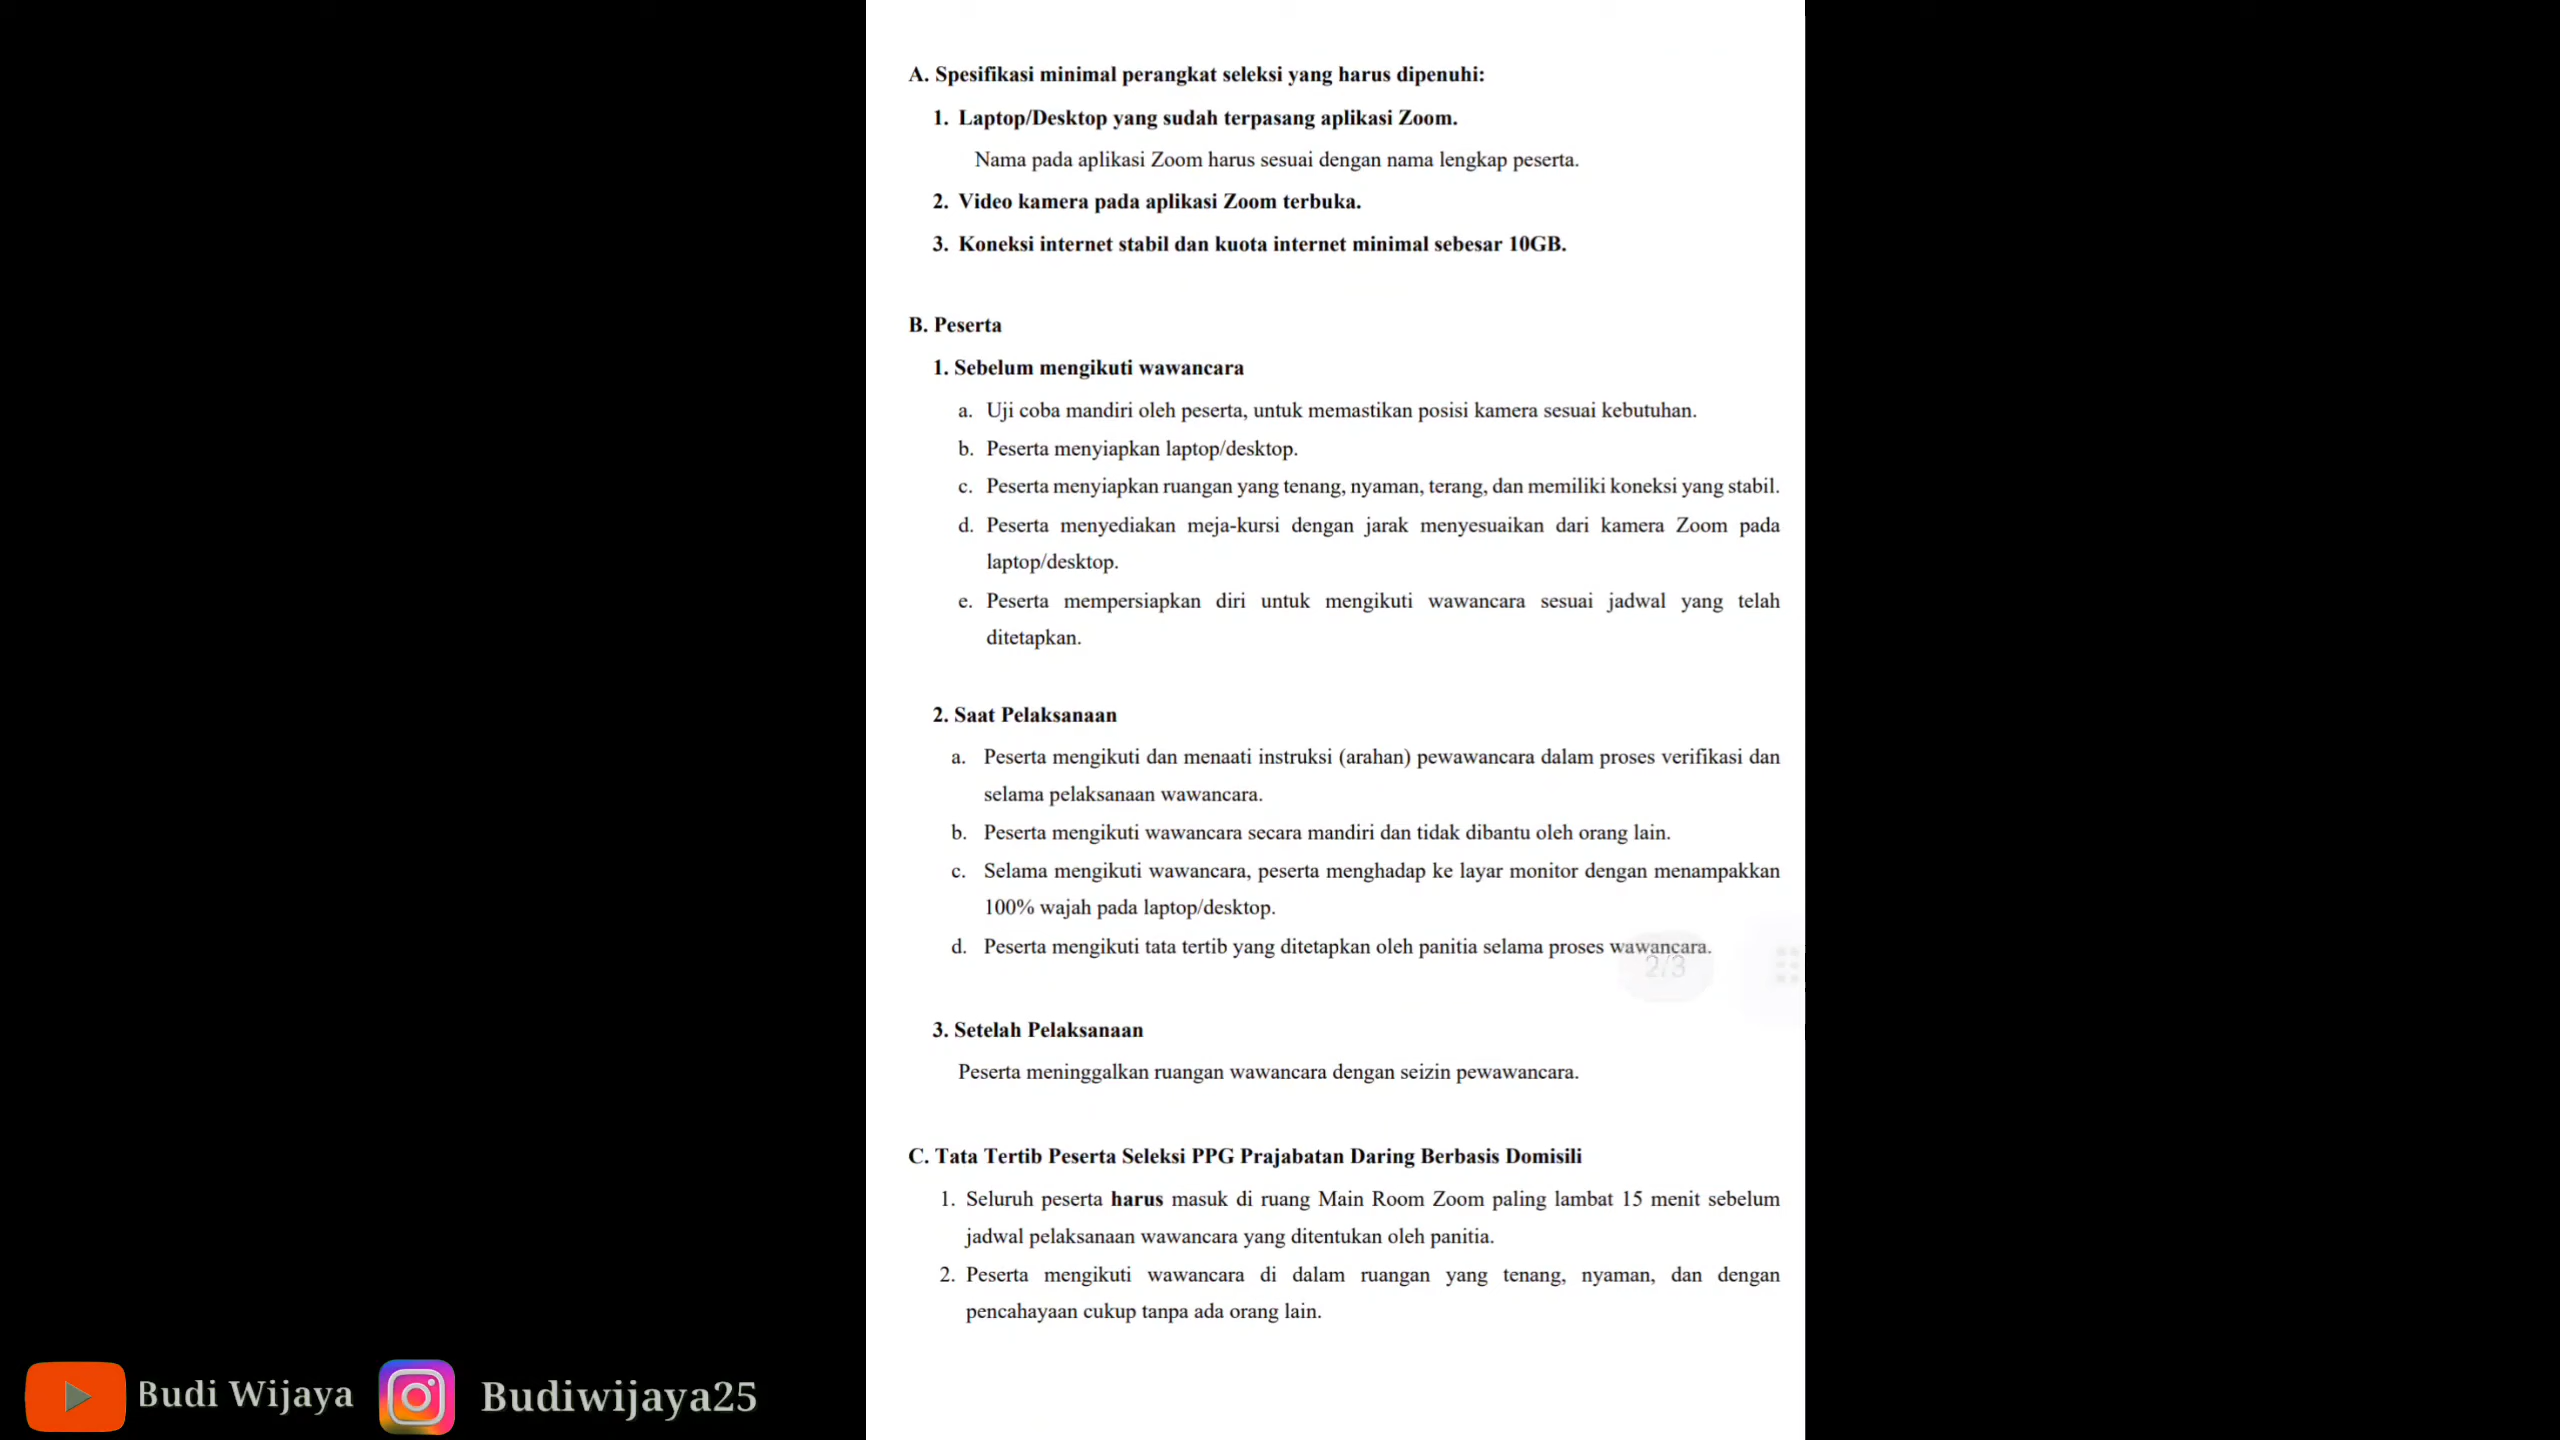 A. Spesifikasi minimal perangkat seleksi yang harus dipenuhi:
1. Laptop/Desktop yang sudah terpasang aplikasi Zoom.
Nama pada aplikasi Zoom harus sesuai dengan nama lengkap peserta.
2. Video kamera pada aplikasi Zoom terbuka.
3. Koneksi internet stabil dan kuota internet minimal sebesar 10GB.
B. Peserta
1. Sebelum mengikuti wawancara
a. Uji coba mandiri oleh peserta, untuk memastikan posisi kamera sesuai kebutuhan.
b. Peserta menyiapkan laptop/desktop.
c. Peserta menyiapkan ruangan yang tenang, nyaman, terang, dan memiliki koneksi yang stabil.
d. Peserta menyediakan meja-kursi dengan jarak menyesuaikan dari kamera Zoom pada
laptop/desktop.
e. Peserta mempersiapkan diri untuk mengikuti wawancara sesuai jadwal yang telah
ditetapkan.
2. Saat Pelaksanaan
a. Peserta mengikuti dan menaati instruksi (arahan) pewawancara dalam proses verifikasi dan
selama pelaksanaan wawancara.
b. Peserta mengikuti wawancara secara mandiri dan tidak dibantu oleh orang lain.
c. Selama mengikuti wawancara, peserta menghadap ke layar monitor dengan menampakkan
100% wajah pada laptop/desktop.
d. Peserta mengikuti tata tertib yang ditetapkan oleh panitia selama proses wawancara.
2/3
3. Setelah Pelaksanaan
Peserta meninggalkan ruangan wawancara dengan seizin pewawancara.
C. Tata Tertib Peserta Seleksi PPG Prajabatan Daring Berbasis Domisili
1. Seluruh peserta harus masuk di ruang Main Room Zoom paling lambat 15 menit sebelum
jadwal pelaksanaan wawancara yang ditentukan oleh panitia.
2. Peserta mengikuti wawancara di dalam ruangan yang tenang, nyaman, dan dengan
pencahayaan cukup tanpa ada orang lain.
Budi Wijaya
Budiwijaya25